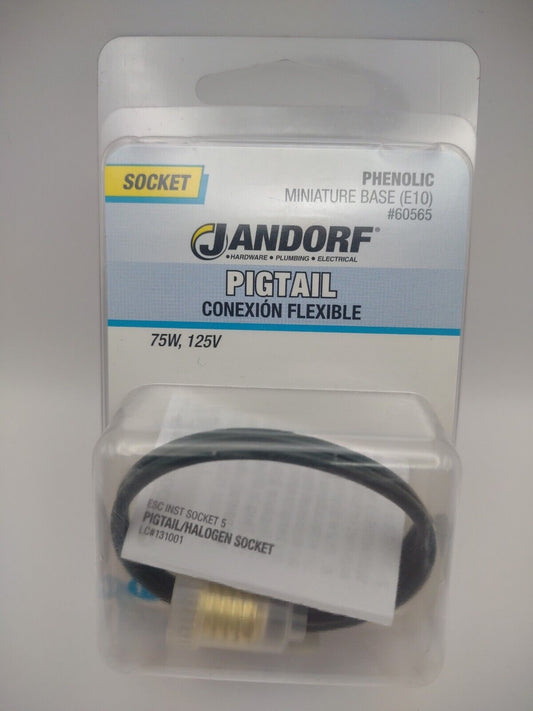 SOCKET
PHENOLIC
MINIATURE BASE (E10)
#60565
JANDORF®
• HARDWARE • PLUMBING • ELECTRICAL
PIGTAIL
CONEXIÓN FLEXIBLE
75W, 125V
ESC INST SOCKET 5
PIGTAIL/HALOGEN SOCKET
LC#131001